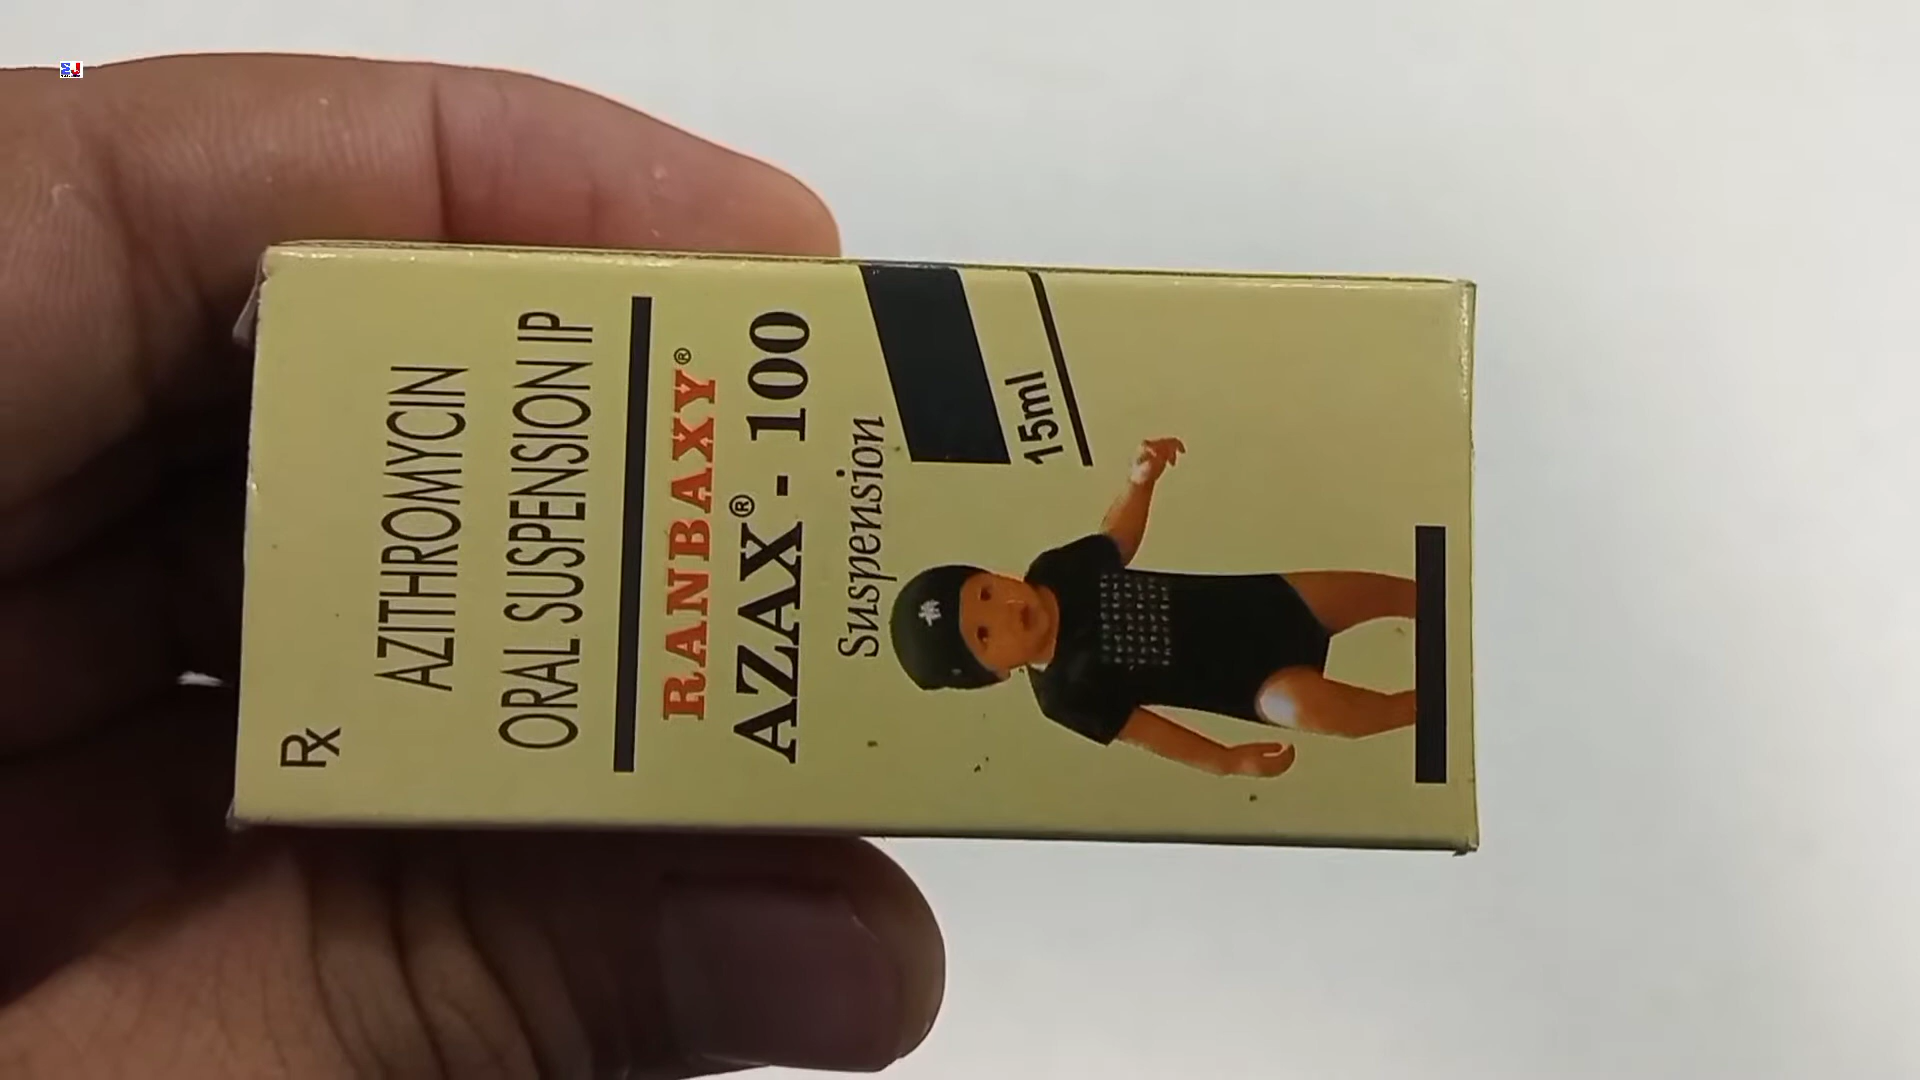 Rx
AZITHROMYCIN
ORAL SUSPENSION IP
RANBAXY®
AZAX® - 100
Suspension
15ml